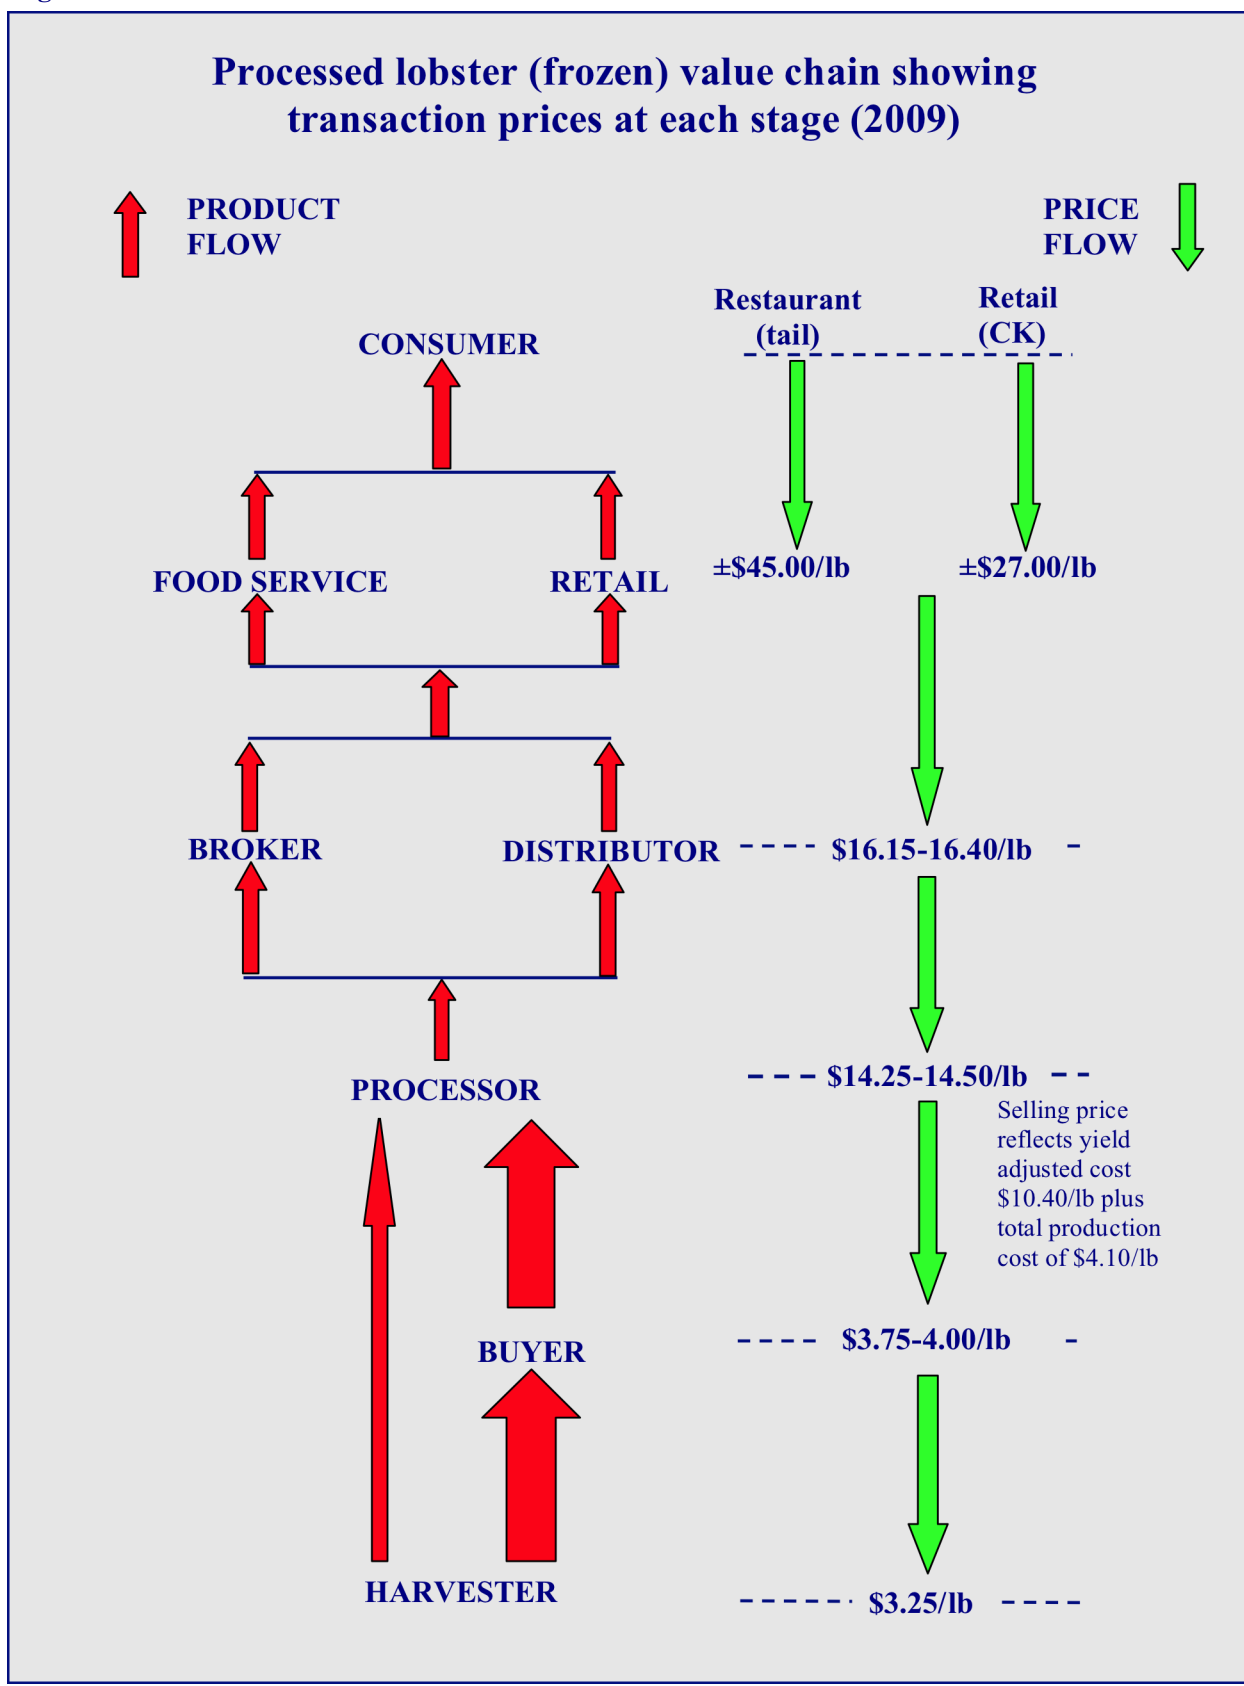 Processed lobster (frozen) value chain showing
transaction prices at each stage (2009)
PRODUCT
FLOW
PRICE
FLOW
Restaurant
(tail)
Retail
(CK)
CONSUMER
FOOD SERVICE
RETAIL
±$45.00/lb
±$27.00/lb
BROKER
DISTRIBUTOR
$16.15-16.40/lb
PROCESSOR
$14.25-14.50/lb
Selling price
reflects yield
adjusted cost
$10.40/lb plus
total production
cost of $4.10/lb
BUYER
$3.75-4.00/lb
HARVESTER
$3.25/lb